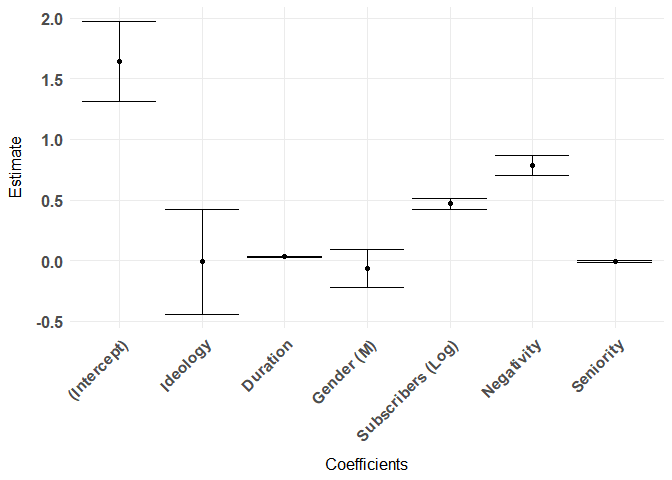 2.0
1.5
1.0
0.5
0.0
-0.5
Estimate
(Intercept)
Ideology
Duration
Gender (M)
Subscribers (Log)
Negativity
Seniority
Coefficients